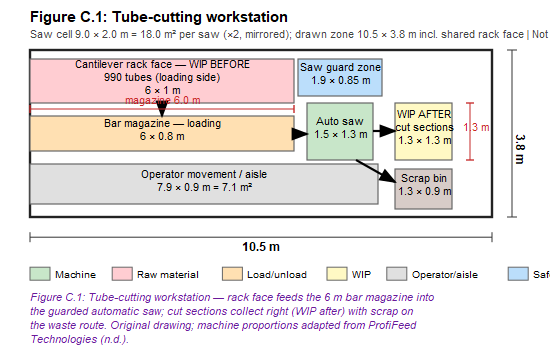 Figure C.1: Tube-cutting workstation
Saw cell 9.0 × 2.0 m = 18.0 m² per saw (×2, mirrored); drawn zone 10.5 × 3.8 m incl. shared rack face | Not
Cantilever rack face — WIP BEFORE
990 tubes (loading side)
6 × 1 m
magazine 6.0 m
Saw guard zone
1.9 × 0.85 m
Bar magazine — loading
6 × 0.8 m
Auto saw
1.5 × 1.3 m
WIP AFTER
cut sections
1.3 × 1.3 m
1.3 m
Operator movement / aisle
7.9 × 0.9 m = 7.1 m²
Scrap bin
1.3 × 0.9 m
3.8 m
10.5 m
Machine
Raw material
Load/unload
WIP
Operator/aisle
Safe
Figure C.1: Tube-cutting workstation — rack face feeds the 6 m bar magazine into
the guarded automatic saw; cut sections collect right (WIP after) with scrap on
the waste route. Original drawing; machine proportions adapted from ProfiFeed
Technologies (n.d.).